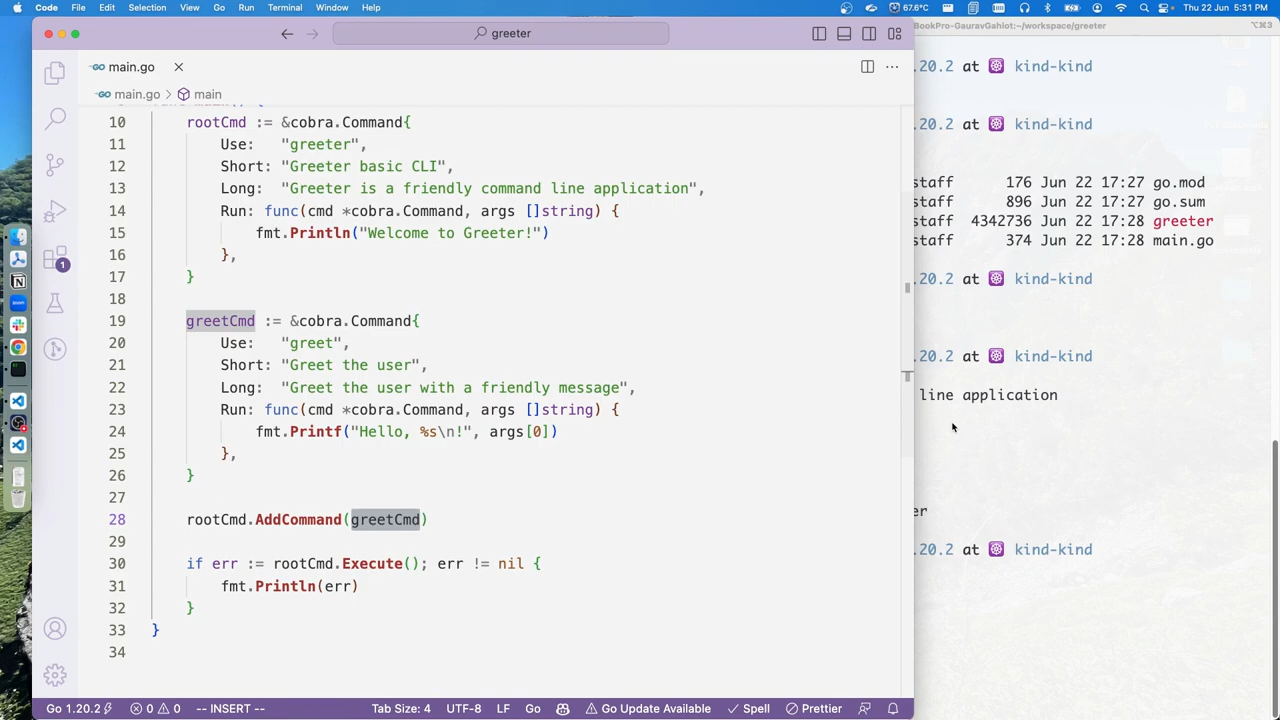 Code File Edit Selection View Go Run Terminal Window Help 67.6°C Thu 22 Jun 5:31 PM
greeter
BookPro-GauravGahlot:~/workspace/greeter ⌥⌘3
main.go
main.go > main
10 rootCmd := &cobra.Command{
11 Use: "greeter",
12 Short: "Greeter basic CLI",
13 Long: "Greeter is a friendly command line application",
14 Run: func(cmd *cobra.Command, args []string) {
15 fmt.Println("Welcome to Greeter!")
16 },
17 }
18
19 greetCmd := &cobra.Command{
20 Use: "greet",
21 Short: "Greet the user",
22 Long: "Greet the user with a friendly message",
23 Run: func(cmd *cobra.Command, args []string) {
24 fmt.Printf("Hello, %s\n!", args[0])
25 },
26 }
27
28 rootCmd.AddCommand(greetCmd)
29
30 if err := rootCmd.Execute(); err != nil {
31 fmt.Println(err)
32 }
33 }
34
1
.20.2 at kind-kind
.20.2 at kind-kind
staff 176 Jun 22 17:27 go.mod
staff 896 Jun 22 17:27 go.sum
staff 4342736 Jun 22 17:28 greeter
staff 374 Jun 22 17:28 main.go
.20.2 at kind-kind
.20.2 at kind-kind
line application
er
.20.2 at kind-kind
Go 1.20.2 0 0 -- INSERT -- Tab Size: 4 UTF-8 LF Go Go Update Available Spell Prettier